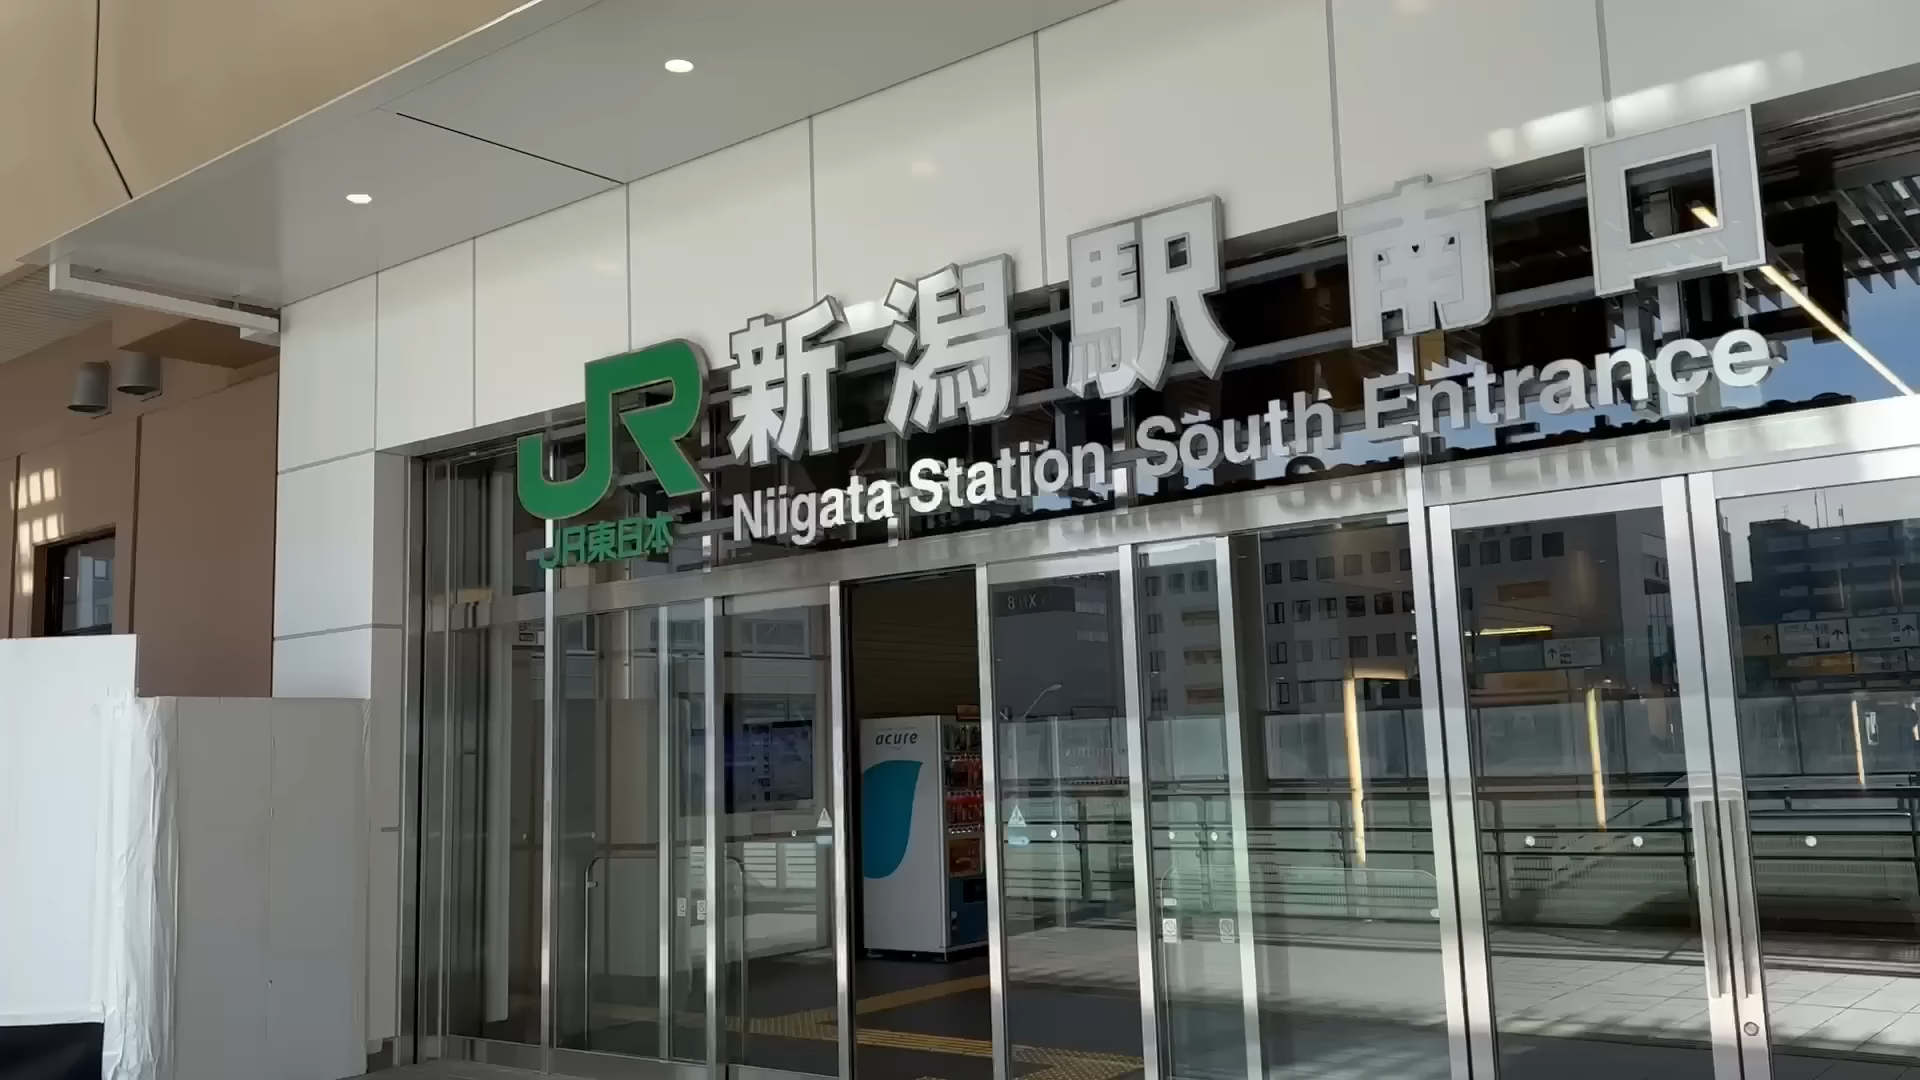 JR 新潟駅 南口
JR東日本
Niigata Station South Entrance
acure